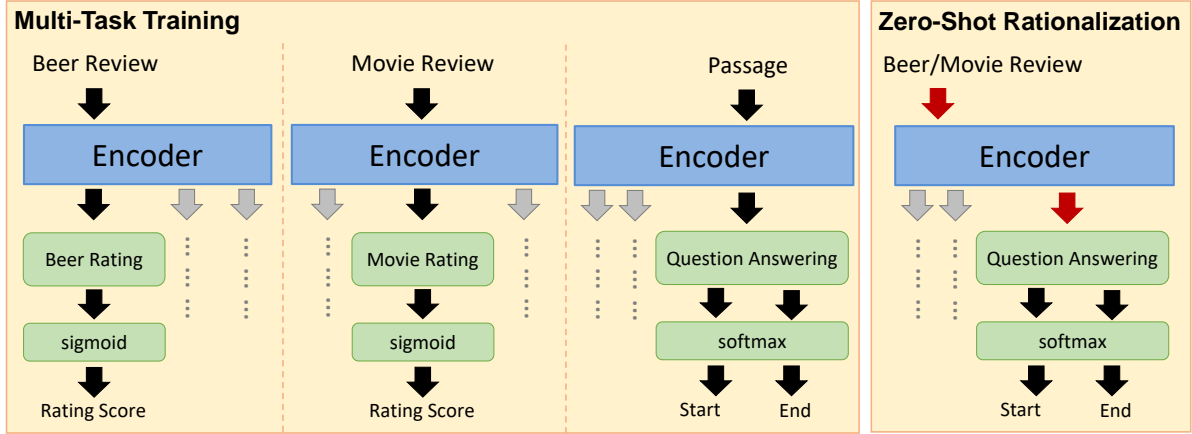 Multi-Task Training
Beer Review
Encoder
Beer Rating
sigmoid
Rating Score
Movie Review
Encoder
Movie Rating
sigmoid
Rating Score
Passage
Encoder
Question Answering
softmax
Start End
Zero-Shot Rationalization
Beer/Movie Review
Encoder
Question Answering
softmax
Start End